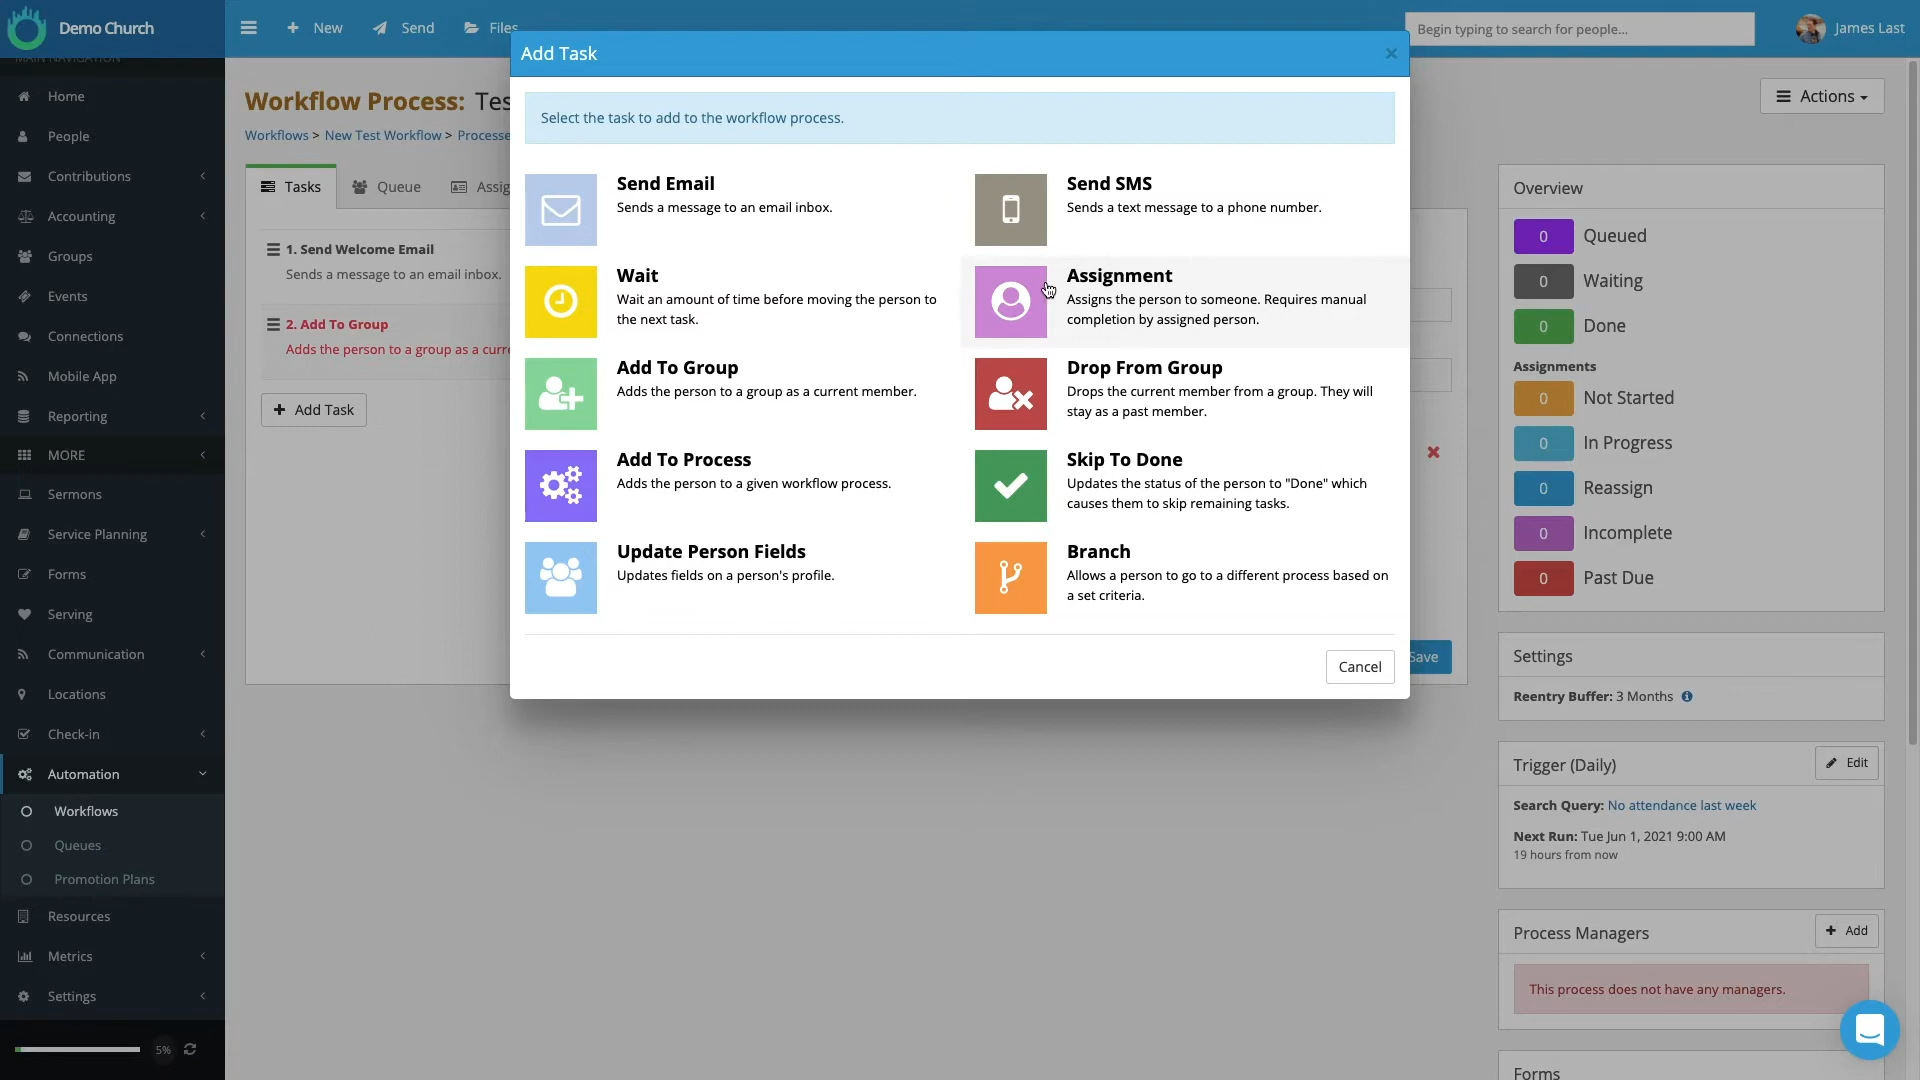 Demo Church
New
Send
Files
Begin typing to search for people...
James Last
MAIN NAVIGATION
Home
People
Contributions
Accounting
Groups
Events
Connections
Mobile App
Reporting
MORE
Sermons
Service Planning
Forms
Serving
Communication
Locations
Check-in
Automation
Workflows
Queues
Promotion Plans
Resources
Metrics
Settings
5%
Workflow Process: Tes
Workflows > New Test Workflow > Processe
Tasks
Queue
Assig
1. Send Welcome Email
Sends a message to an email inbox.
2. Add To Group
Adds the person to a group as a curre
Add Task
Add Task
Select the task to add to the workflow process.
Send Email
Sends a message to an email inbox.
Send SMS
Sends a text message to a phone number.
Wait
Wait an amount of time before moving the person to
the next task.
Assignment
Assigns the person to someone. Requires manual
completion by assigned person.
Add To Group
Adds the person to a group as a current member.
Drop From Group
Drops the current member from a group. They will
stay as a past member.
Add To Process
Adds the person to a given workflow process.
Skip To Done
Updates the status of the person to "Done" which
causes them to skip remaining tasks.
Update Person Fields
Updates fields on a person's profile.
Branch
Allows a person to go to a different process based on
a set criteria.
Cancel
Save
Actions
Overview
0 Queued
0 Waiting
0 Done
Assignments
0 Not Started
0 In Progress
0 Reassign
0 Incomplete
0 Past Due
Settings
Reentry Buffer: 3 Months
Trigger (Daily)
Edit
Search Query: No attendance last week
Next Run: Tue Jun 1, 2021 9:00 AM
19 hours from now
Process Managers
Add
This process does not have any managers.
Forms